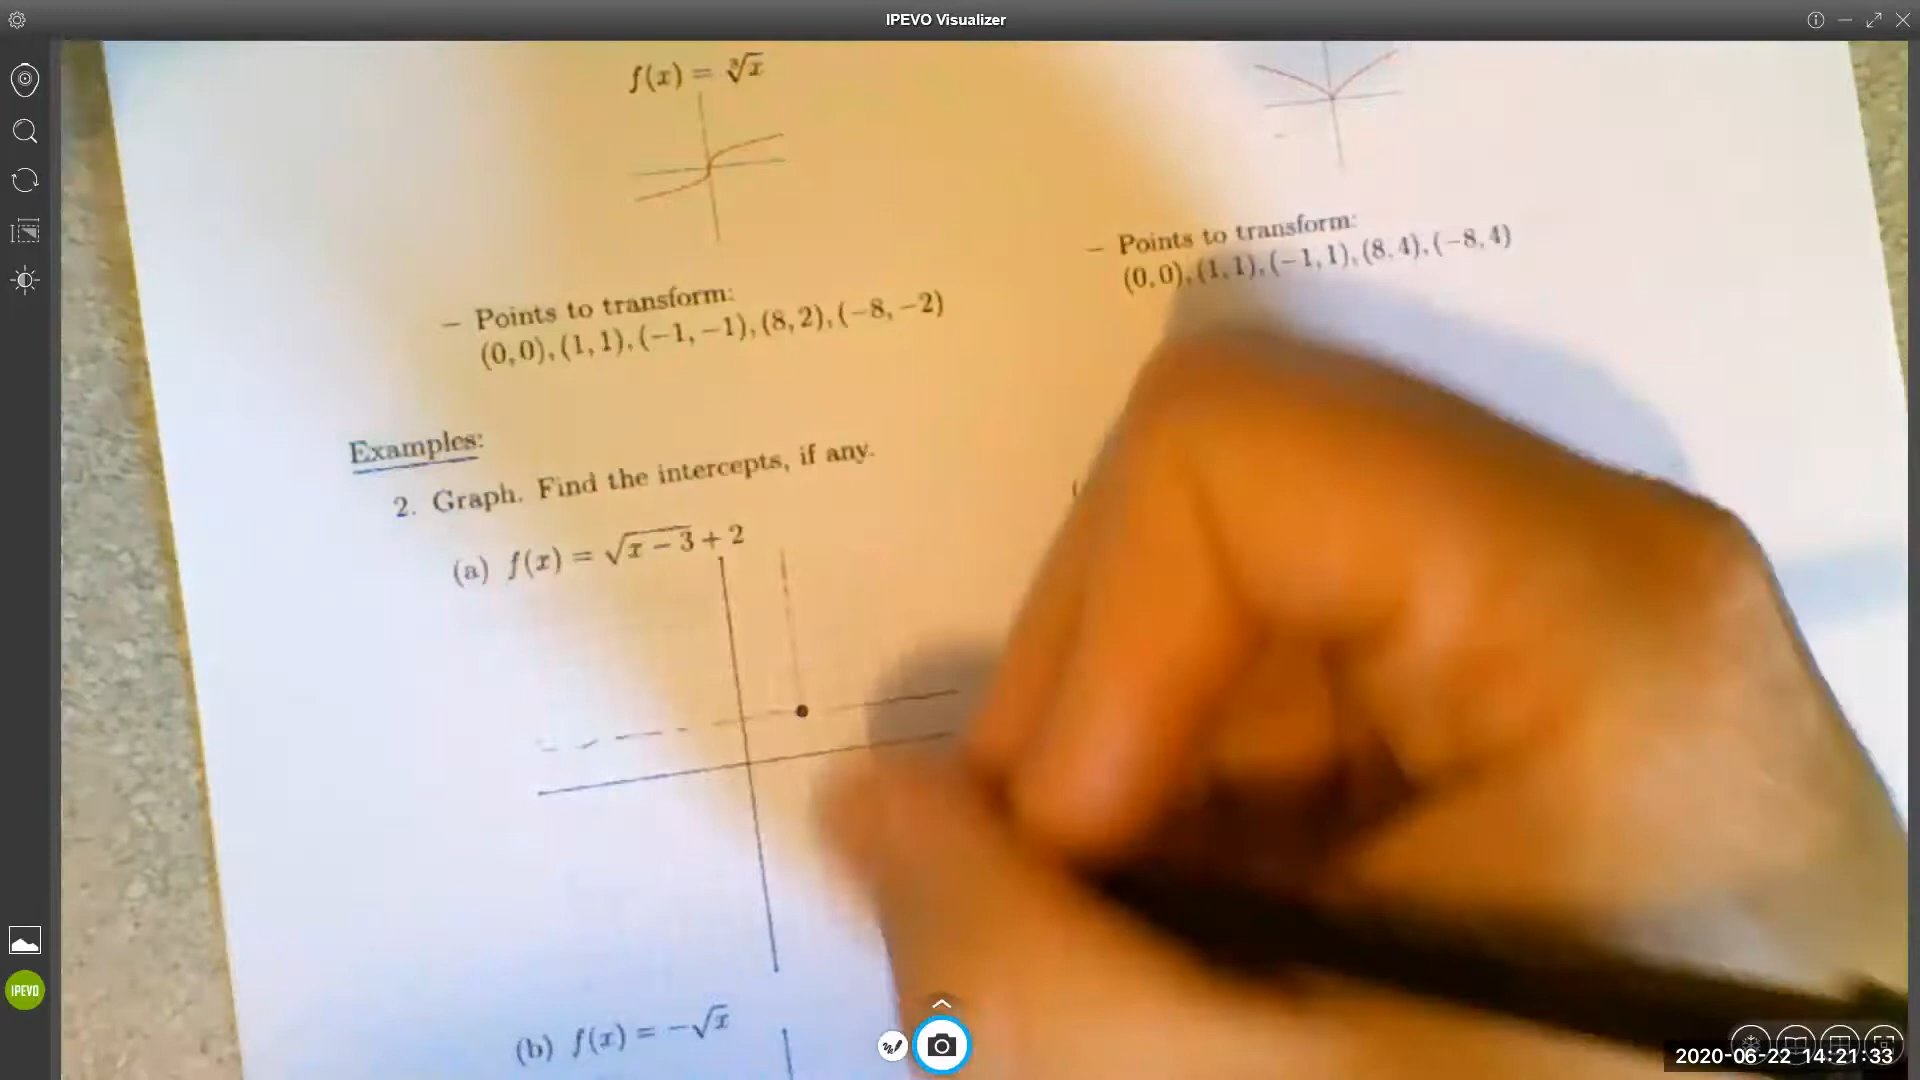 IPEVO Visualizer
f(x) = ∛x
– Points to transform:
(0,0), (1,1), (−1,−1), (8,2), (−8,−2)
– Points to transform:
(0,0), (1,1), (−1,1), (8,4), (−8,4)
Examples:
2. Graph. Find the intercepts, if any.
(a) f(x) = √(x − 3) + 2
(b) f(x) = −√x
IPEVO
2020-06-22 14:21:33